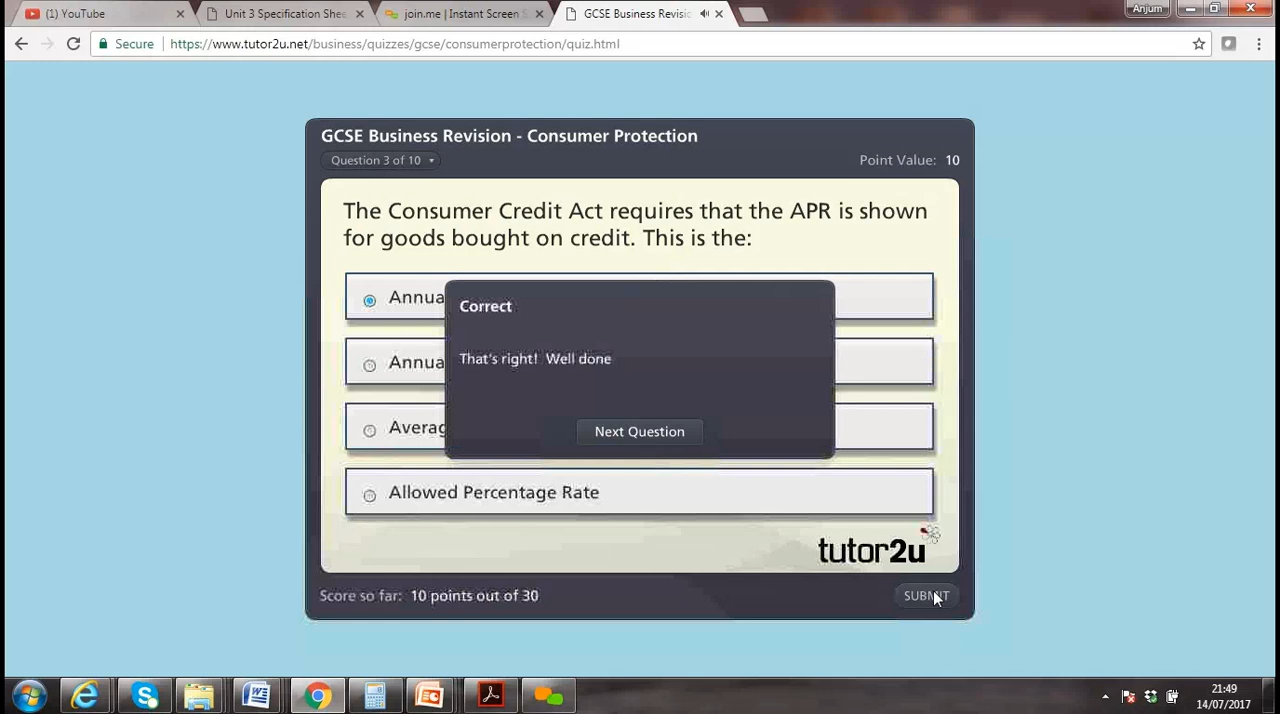 (1) YouTube
Unit 3 Specification Shee
join.me | Instant Screen S
GCSE Business Revisio
Anjum
Secure
https://www.tutor2u.net/business/quizzes/gcse/consumerprotection/quiz.html
GCSE Business Revision - Consumer Protection
Question 3 of 10
Point Value: 10
The Consumer Credit Act requires that the APR is shown
for goods bought on credit. This is the:
Annua
Correct
Annua
That's right! Well done
Averag
Next Question
Allowed Percentage Rate
tutor2u
Score so far: 10 points out of 30
SUBMIT
21:49
14/07/2017